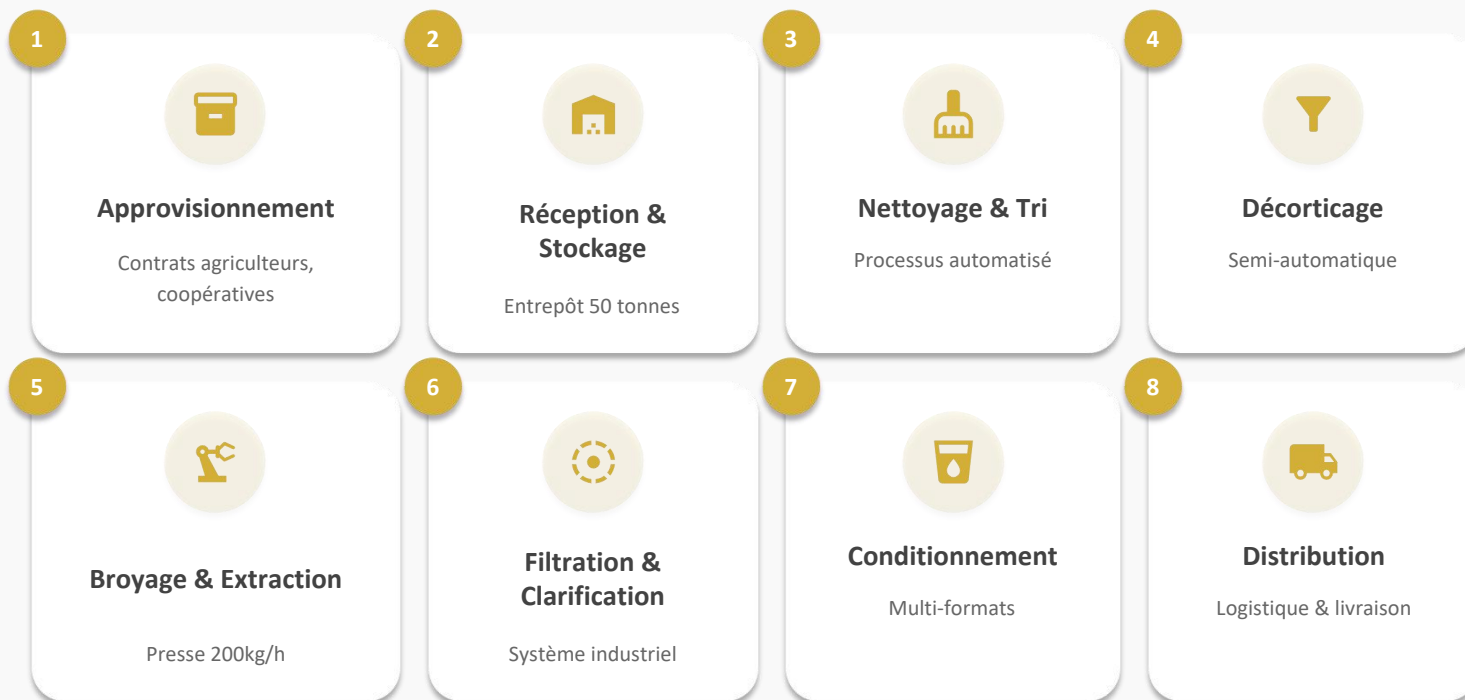 1
Approvisionnement
Contrats agriculteurs,
coopératives
2
Réception &
Stockage
Entrepôt 50 tonnes
3
Nettoyage & Tri
Processus automatisé
4
Décorticage
Semi-automatique
5
Broyage & Extraction
Presse 200kg/h
6
Filtration &
Clarification
Système industriel
7
Conditionnement
Multi-formats
8
Distribution
Logistique & livraison